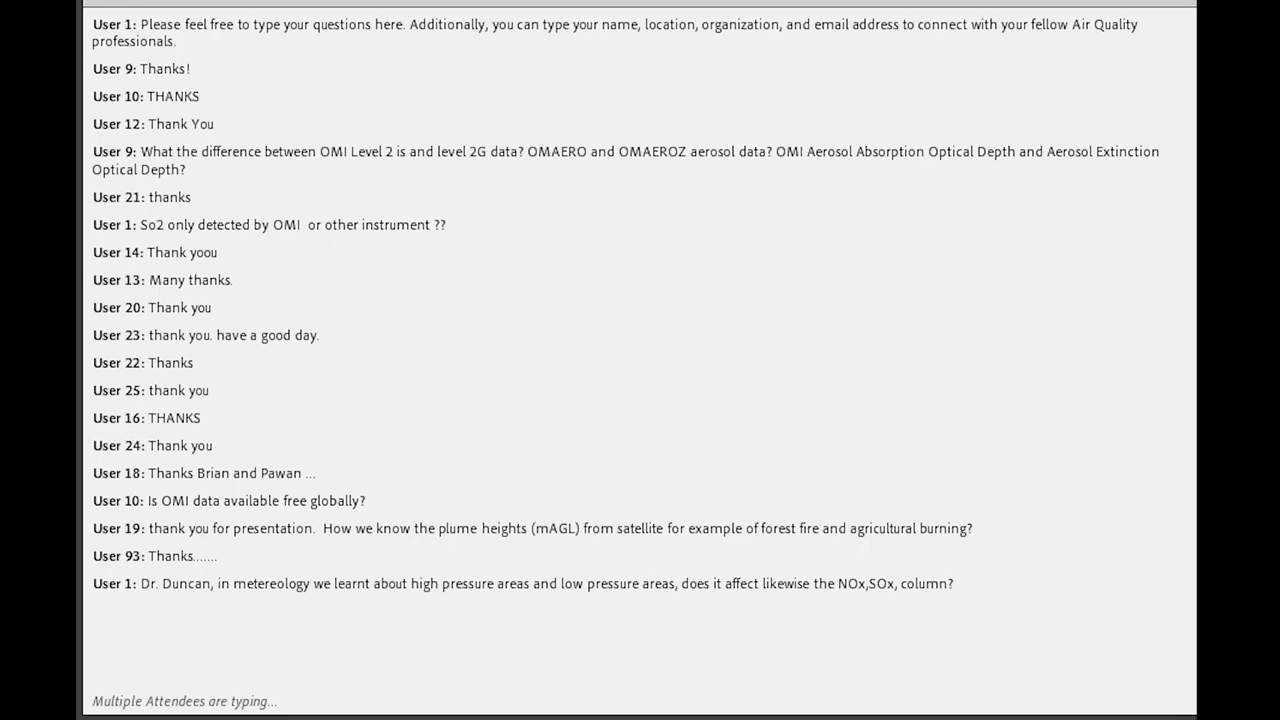 User 1: Please feel free to type your questions here. Additionally, you can type your name, location, organization, and email address to connect with your fellow Air Quality
professionals.
User 9: Thanks!
User 10: THANKS
User 12: Thank You
User 9: What the difference between OMI Level 2 is and level 2G data? OMAERO and OMAEROZ aerosol data? OMI Aerosol Absorption Optical Depth and Aerosol Extinction
Optical Depth?
User 21: thanks
User 1: So2 only detected by OMI  or other instrument ??
User 14: Thank yoou
User 13: Many thanks.
User 20: Thank you
User 23: thank you. have a good day.
User 22: Thanks
User 25: thank you
User 16: THANKS
User 24: Thank you
User 18: Thanks Brian and Pawan ...
User 10: Is OMI data available free globally?
User 19: thank you for presentation.  How we know the plume heights (mAGL) from satellite for example of forest fire and agricultural burning?
User 93: Thanks.......
User 1: Dr. Duncan, in metereology we learnt about high pressure areas and low pressure areas, does it affect likewise the NOx,SOx, column?
Multiple Attendees are typing...